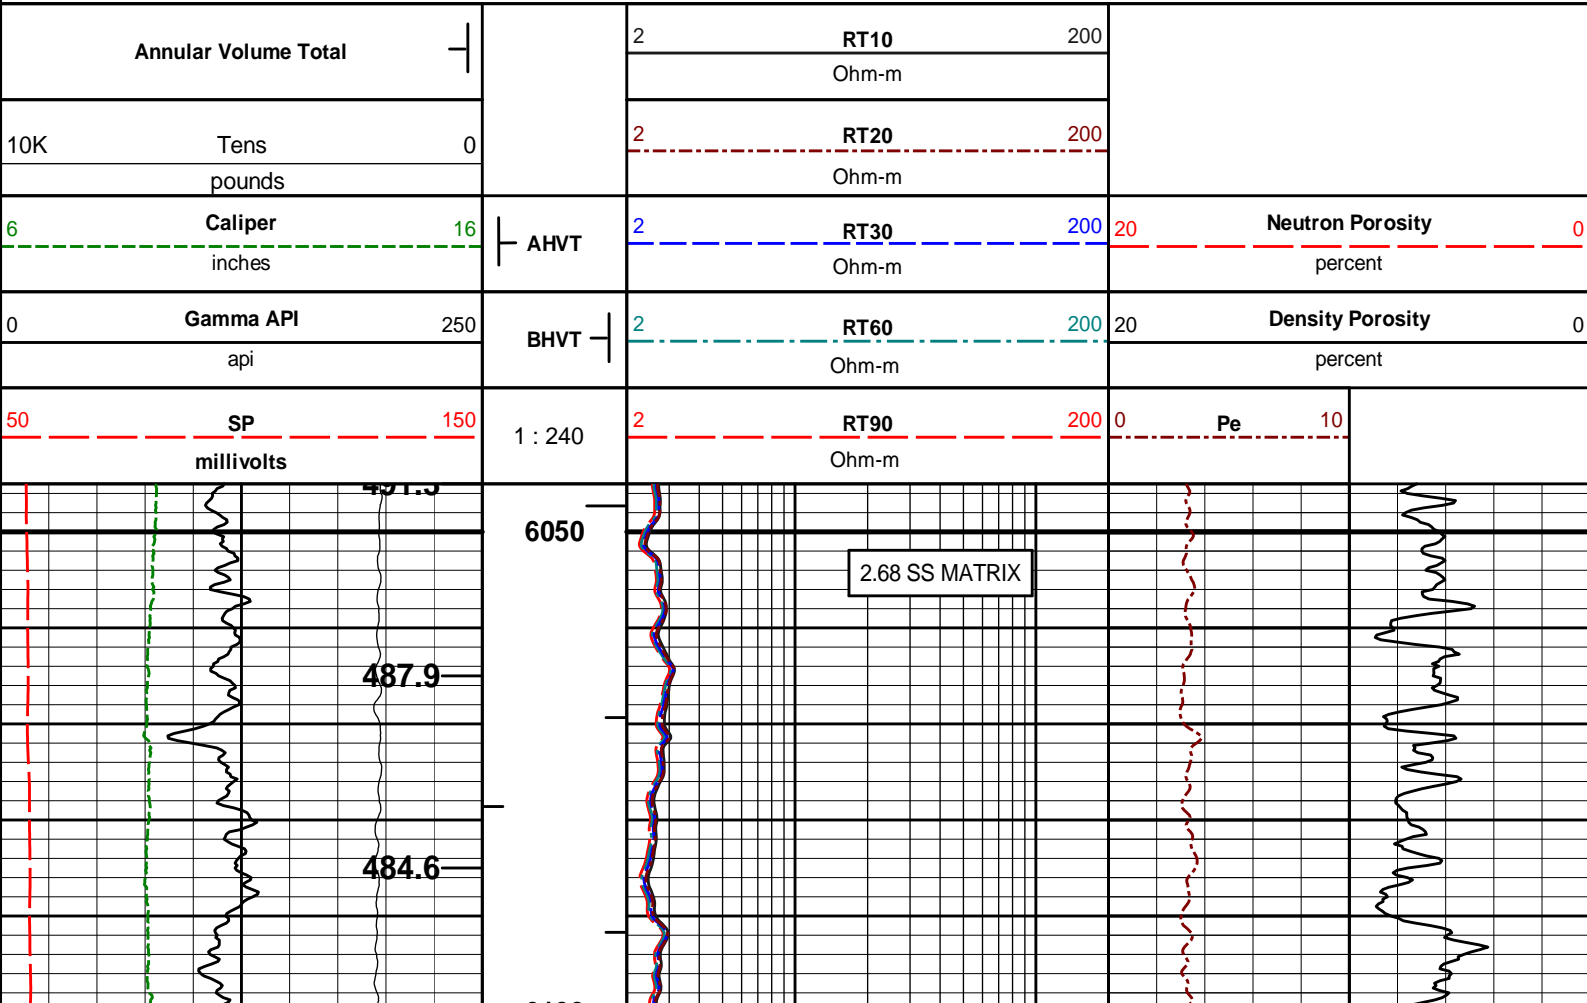 Annular Volume Total
10K Tens 0
pounds
6 Caliper 16
inches
0 Gamma API 250
api
50 SP 150
millivolts
AHVT
BHVT
1 : 240
2 RT10 200
Ohm-m
2 RT20 200
Ohm-m
2 RT30 200
Ohm-m
2 RT60 200
Ohm-m
2 RT90 200
Ohm-m
20 Neutron Porosity 0
percent
20 Density Porosity 0
percent
0 Pe 10
491.3
6050
2.68 SS MATRIX
487.9
484.6